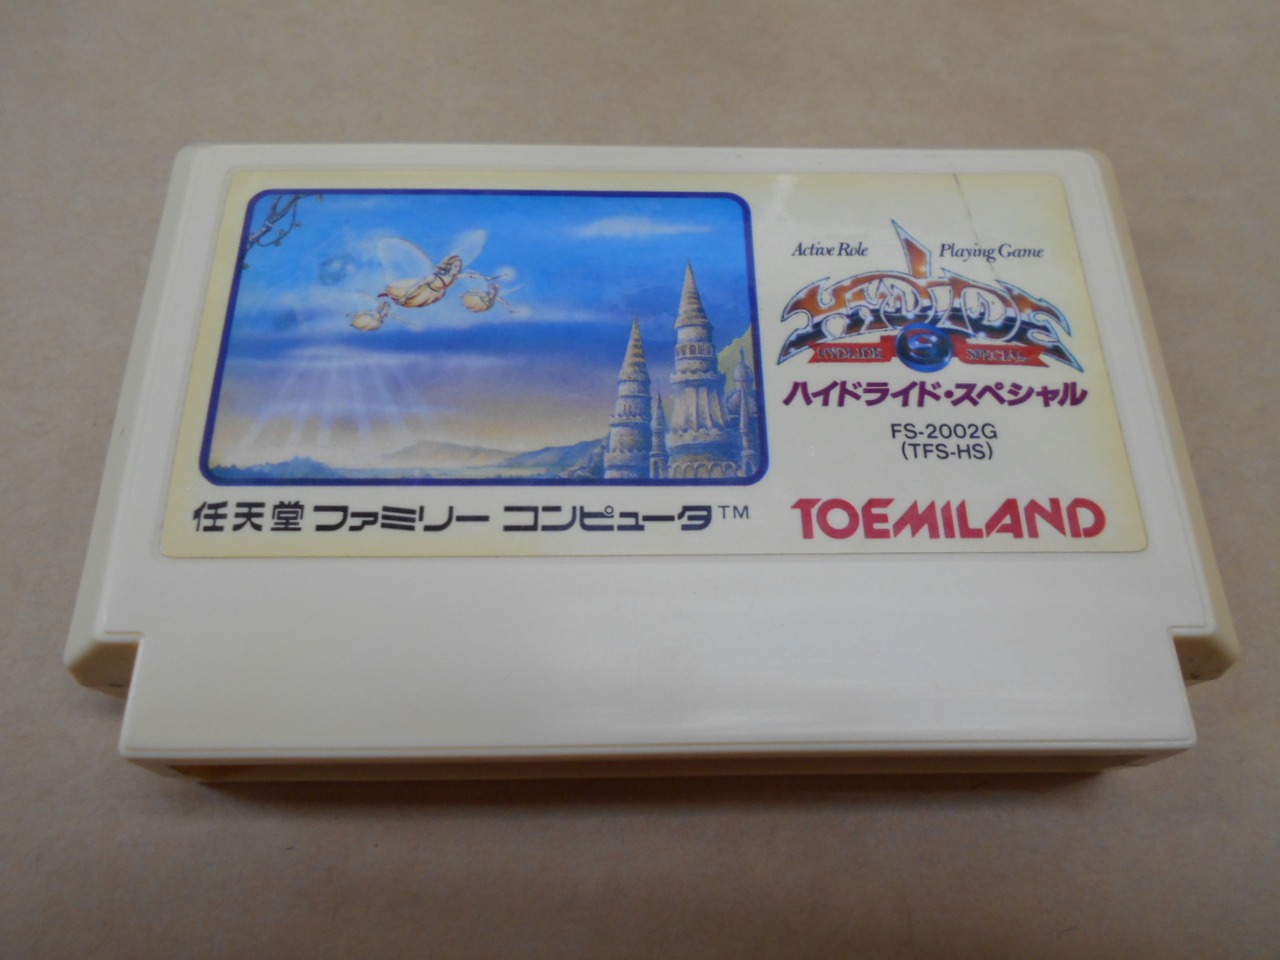 Active Role Playing Game
HYDLIDE
HYDLIDE SPECIAL
ハイドライド・スペシャル
FS-2002G
(TFS-HS)
任天堂 ファミリー コンピュータ™
TOEMILAND